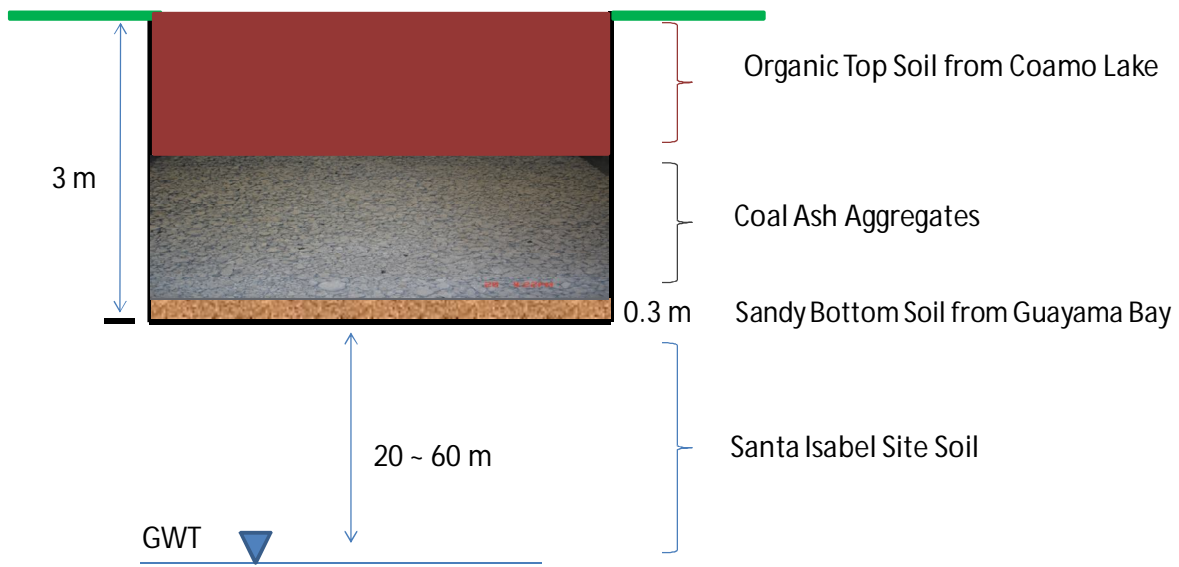 Organic Top Soil from Coamo Lake
3 m
Coal Ash Aggregates
0.3 m
Sandy Bottom Soil from Guayama Bay
20 ~ 60 m
Santa Isabel Site Soil
GWT